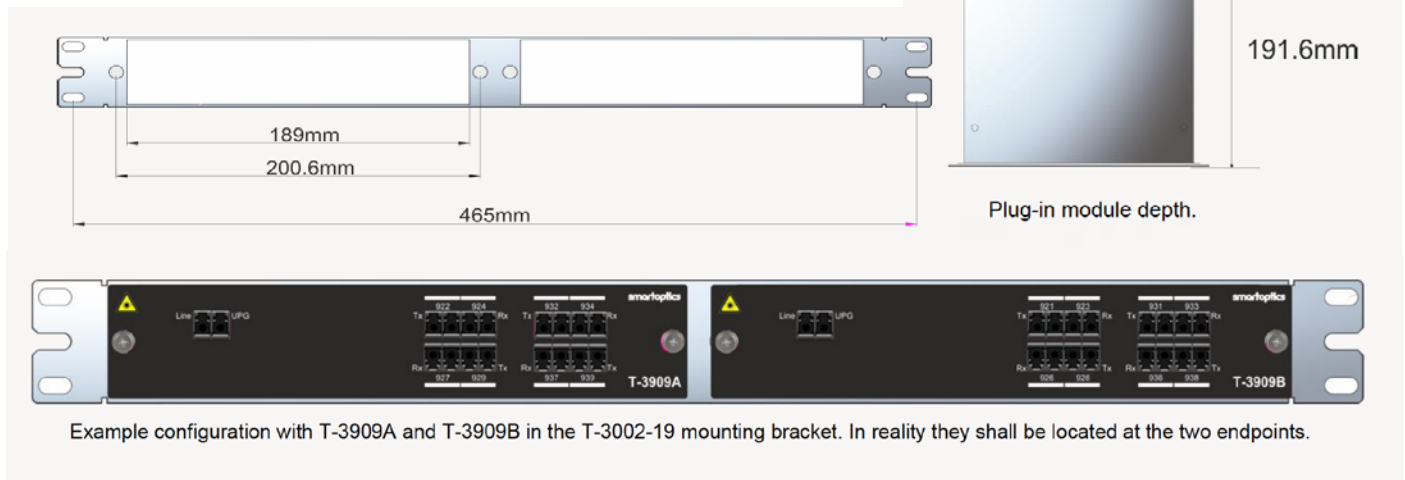 191.6mm
189mm
200.6mm
465mm
Plug-in module depth.
smartoptics
smartoptics
922 924 932 934
921 923 931 933
Line UPG Tx Rx Tx Rx
Line UPG Tx Rx Tx Rx
Rx Tx Rx Tx
Rx Tx Rx Tx
927 929 937 939
926 928 936 938
T-3909A
T-3909B
Example configuration with T-3909A and T-3909B in the T-3002-19 mounting bracket. In reality they shall be located at the two endpoints.